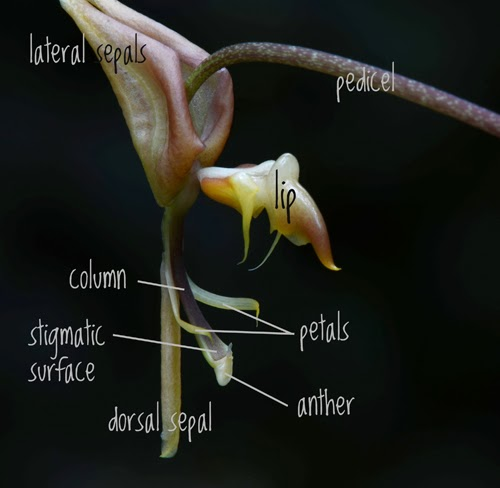 lateral sepals
pedicel
lip
column
stigmatic
surface
petals
anther
dorsal sepal